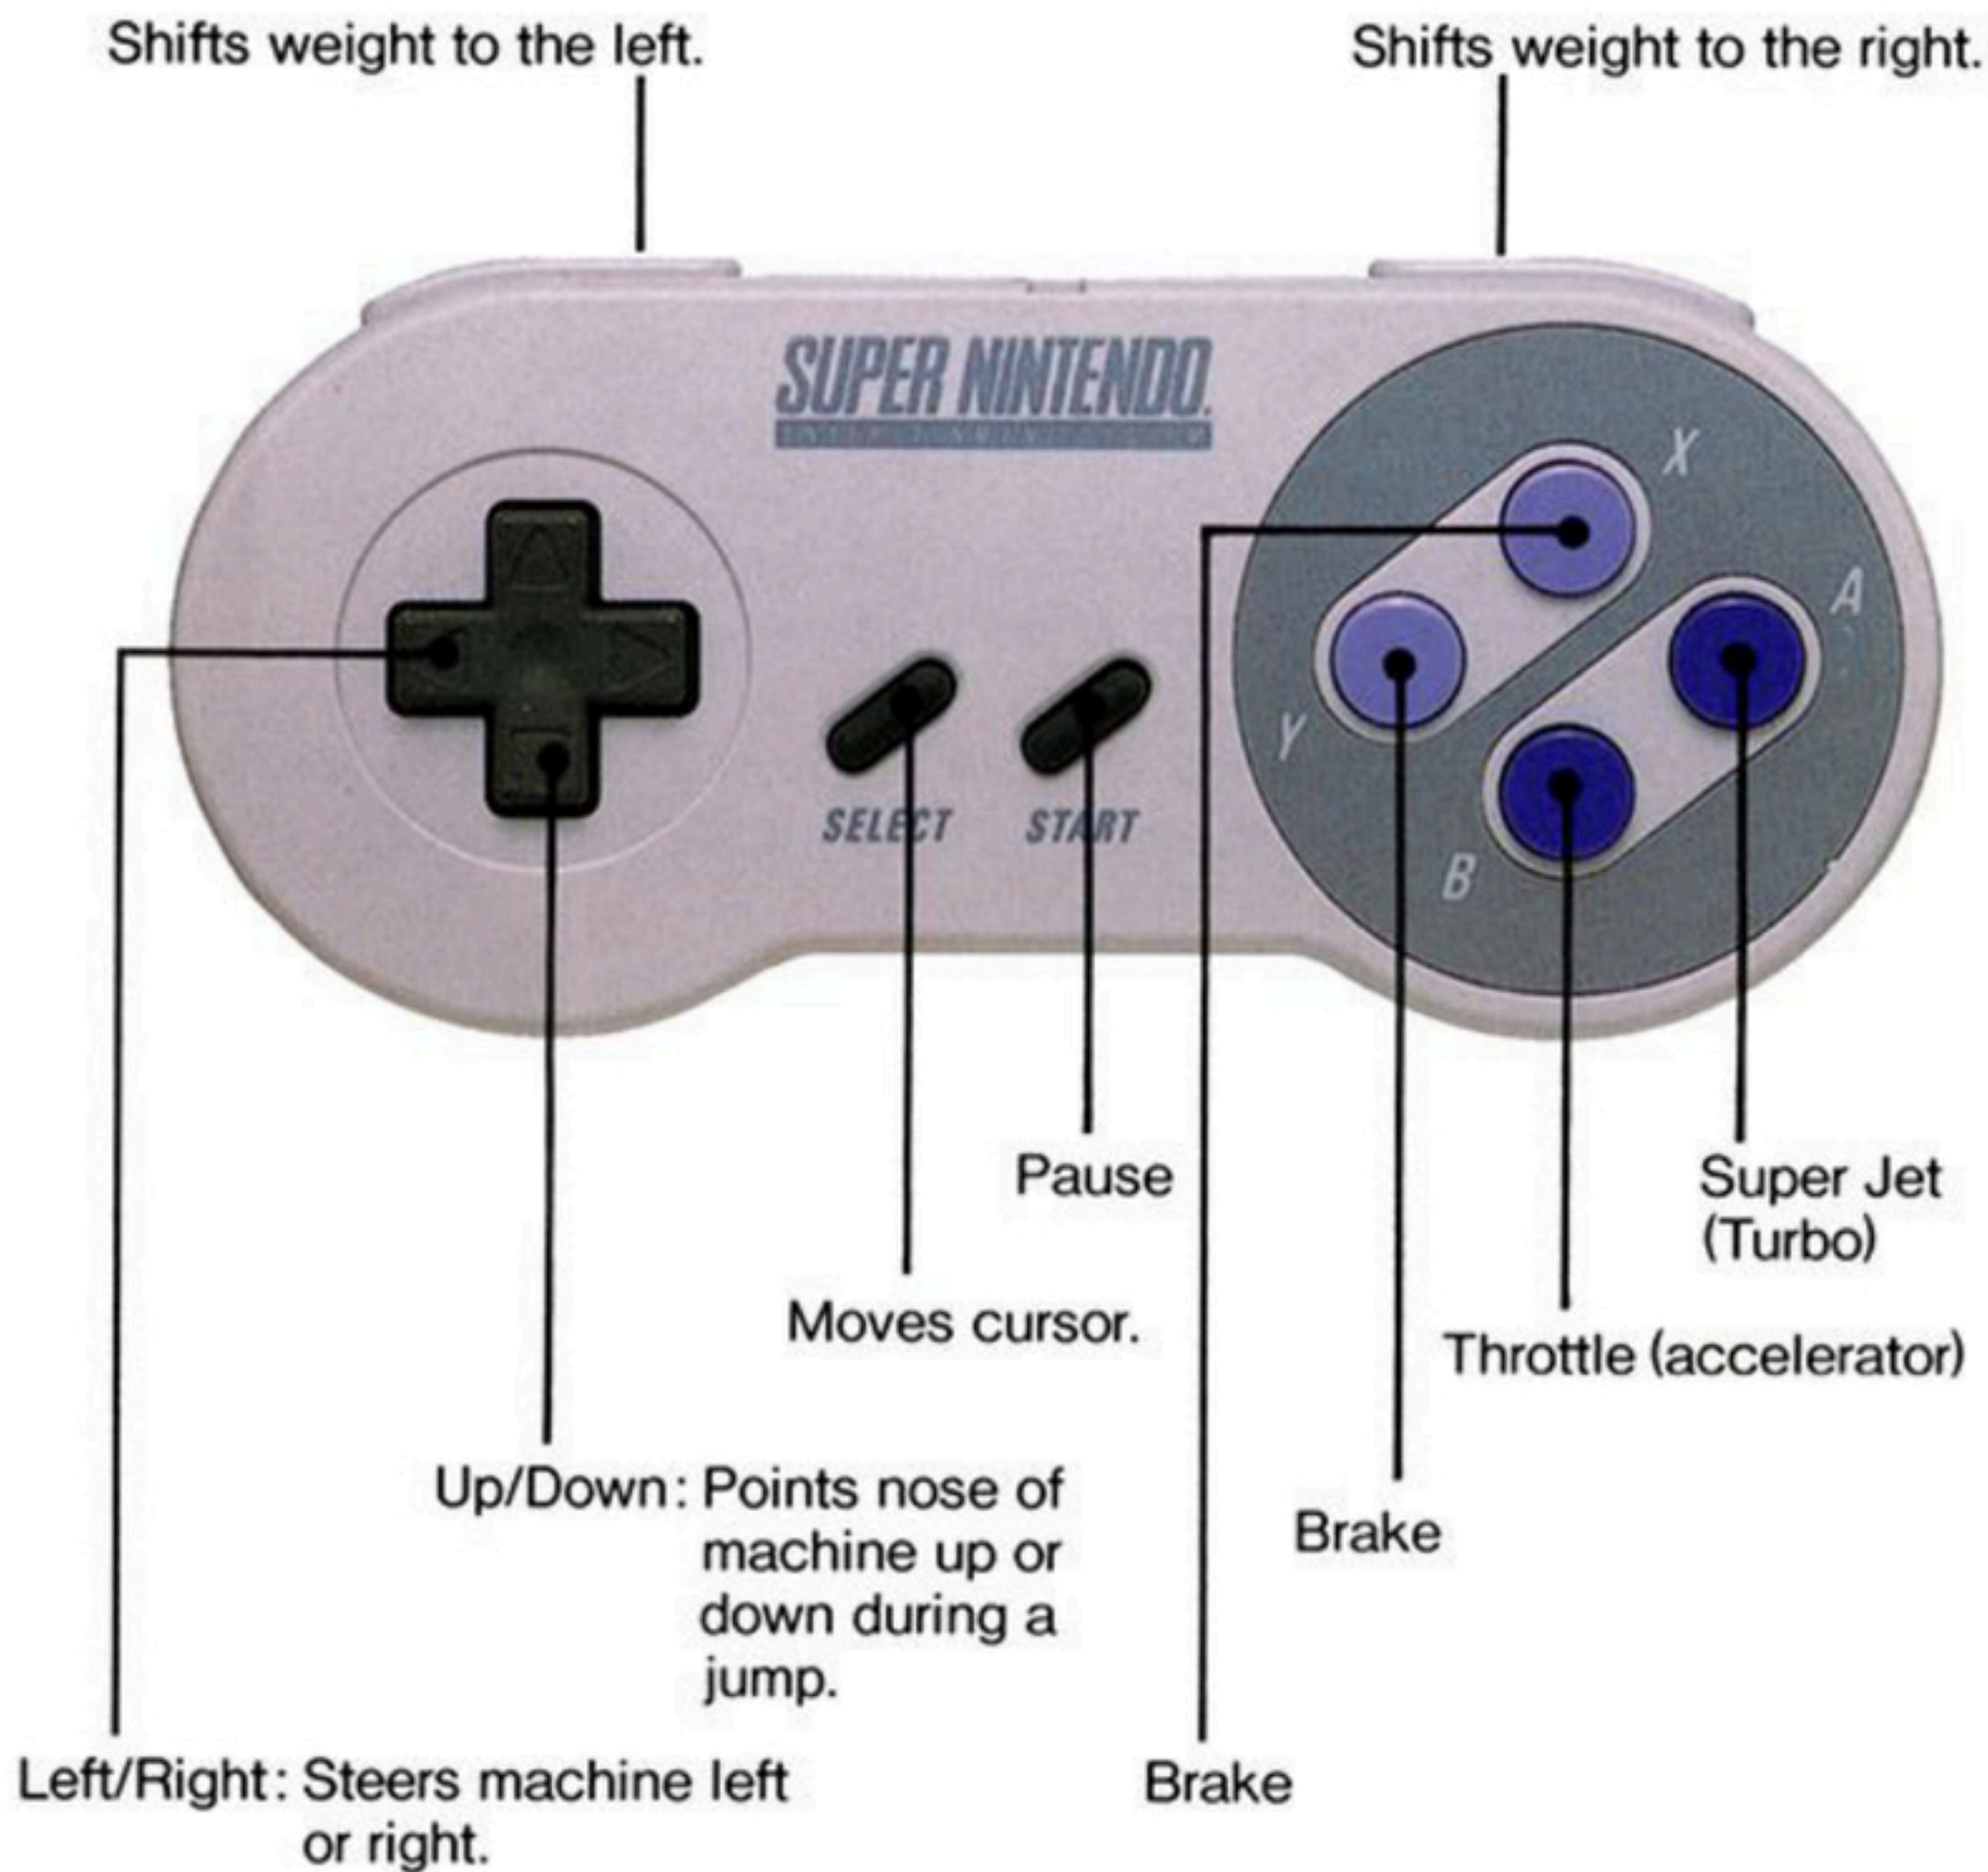 Shifts weight to the left.
Shifts weight to the right.
SUPER NINTENDO
X
A
Y
B
SELECT
START
Pause
Super Jet
(Turbo)
Moves cursor.
Throttle (accelerator)
Up/Down: Points nose of
machine up or
down during a
jump.
Brake
Left/Right: Steers machine left
or right.
Brake